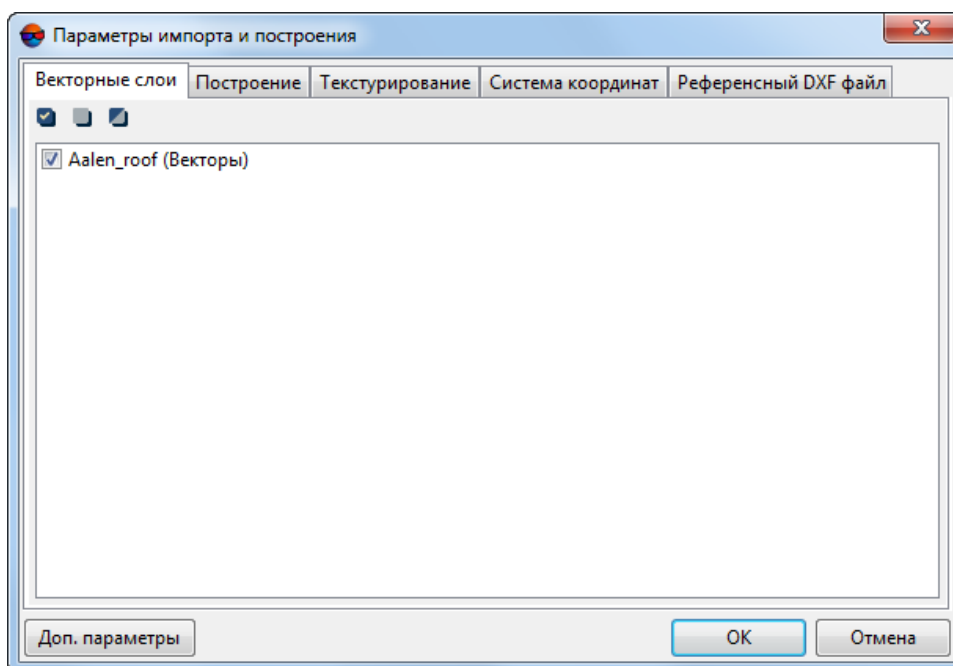 Параметры импорта и построения
Векторные слои Построение Текстурирование Система координат Референсный DXF файл
Aalen_roof (Векторы)
Доп. параметры OK Отмена